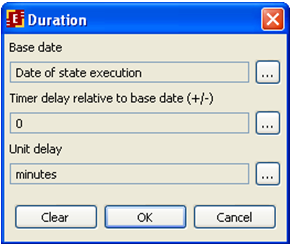 Duration
Base date
Date of state execution
...
Timer delay relative to base date (+/-)
0
...
Unit delay
minutes
...
Clear
OK
Cancel